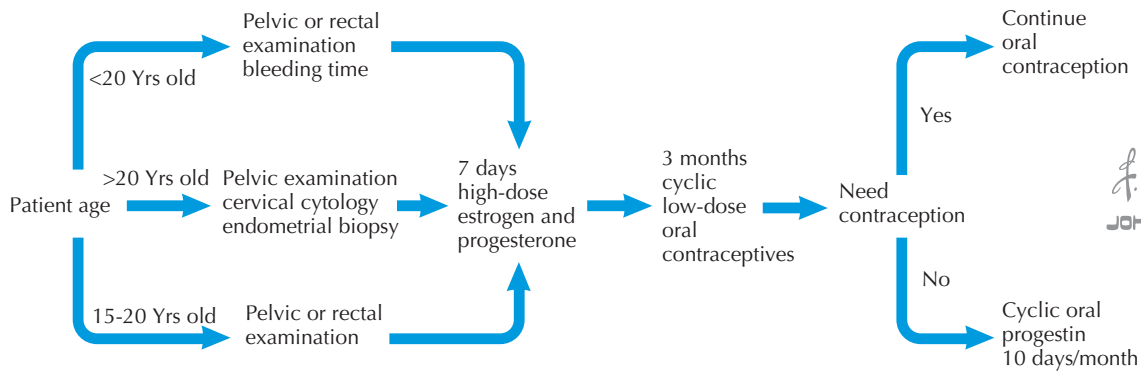 Pelvic or rectal
examination
bleeding time
<20 Yrs old
Patient age
>20 Yrs old
Pelvic examination
cervical cytology
endometrial biopsy
15-20 Yrs old
Pelvic or rectal
examination
7 days
high-dose
estrogen and
progesterone
3 months
cyclic
low-dose
oral
contraceptives
Need
contraception
Yes
Continue
oral
contraception
No
Cyclic oral
progestin
10 days/month